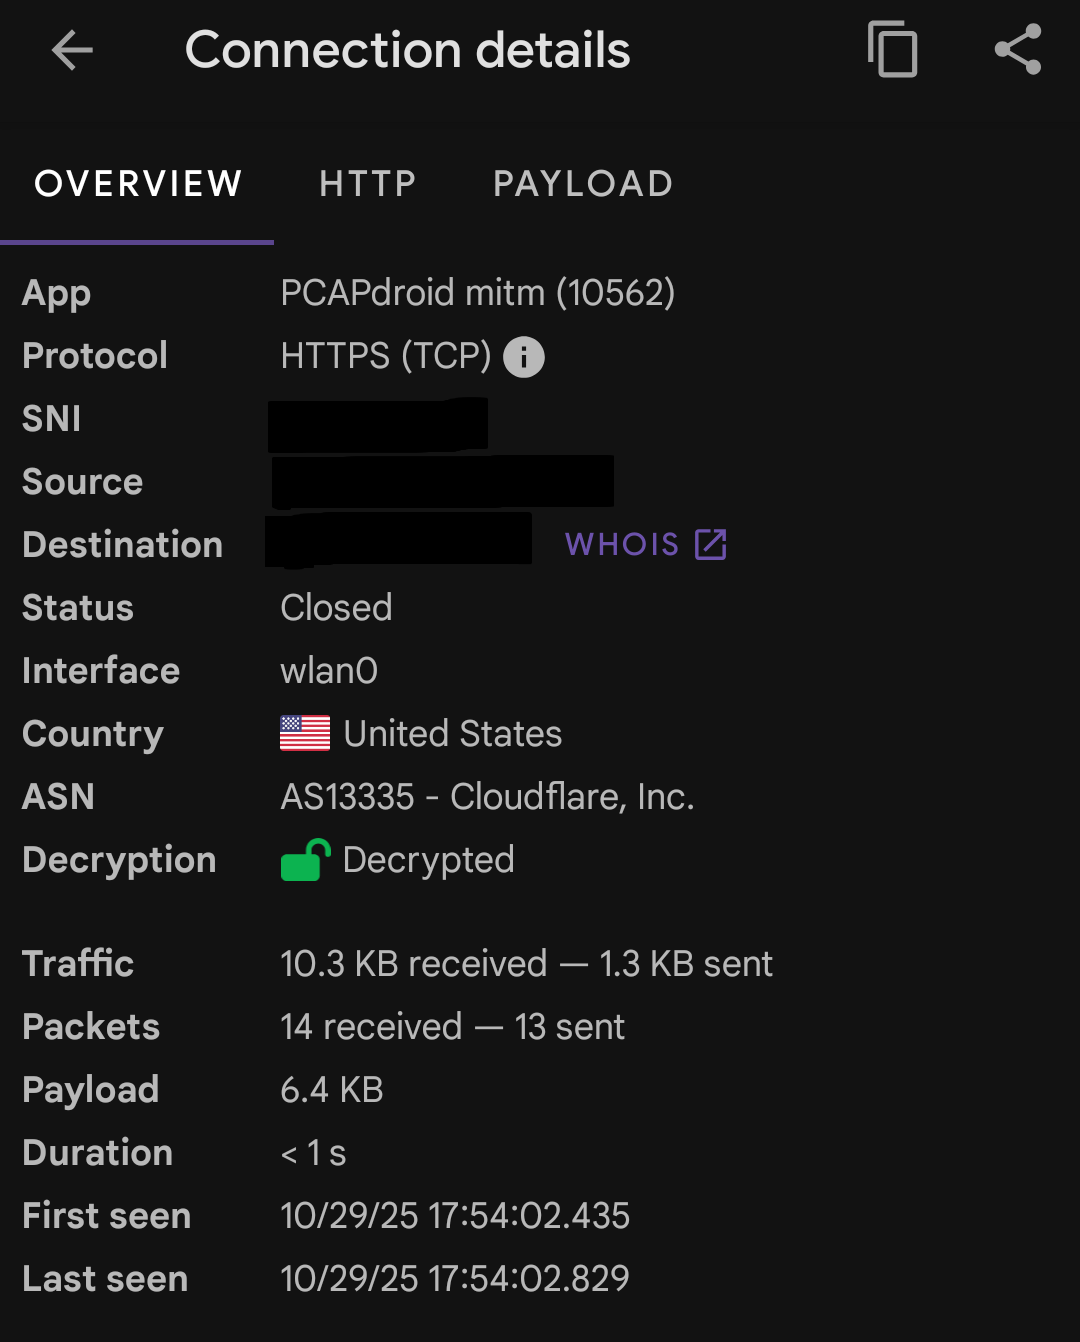 Connection details
OVERVIEW HTTP PAYLOAD
App PCAPdroid mitm (10562)
Protocol HTTPS (TCP) i
SNI
Source
Destination WHOIS
Status Closed
Interface wlan0
Country United States
ASN AS13335 - Cloudflare, Inc.
Decryption Decrypted
Traffic 10.3 KB received — 1.3 KB sent
Packets 14 received — 13 sent
Payload 6.4 KB
Duration < 1 s
First seen 10/29/25 17:54:02.435
Last seen 10/29/25 17:54:02.829